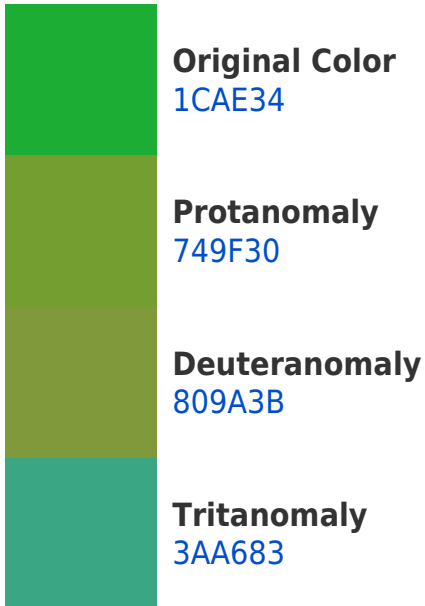 Original Color
1CAE34
Protanomaly
749F30
Deuteranomaly
809A3B
Tritanomaly
3AA683